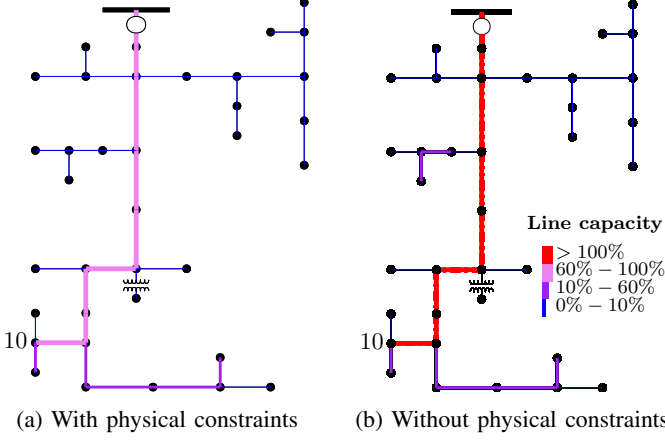 Line capacity
> 100%
60% − 100%
10% − 60%
0% − 10%
10
10
(a) With physical constraints
(b) Without physical constraints